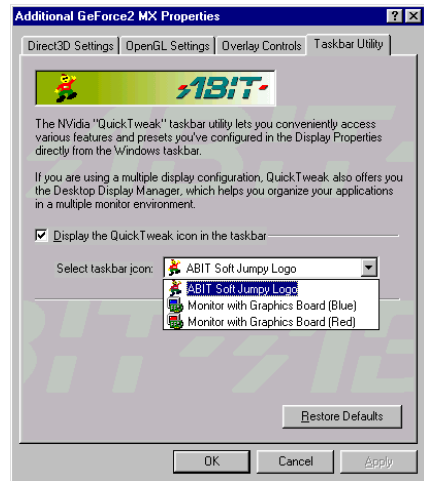 Additional GeForce2 MX Properties
Direct3D Settings OpenGL Settings Overlay Controls Taskbar Utility
ABIT
The NVidia "QuickTweak" taskbar utility lets you conveniently access
various features and presets you've configured in the Display Properties
directly from the Windows taskbar.
If you are using a multiple display configuration, QuickTweak also offers you
the Desktop Display Manager, which helps you organize your applications
in a multiple monitor environment.
Display the QuickTweak icon in the taskbar
Select taskbar icon: ABIT Soft Jumpy Logo
ABIT Soft Jumpy Logo
Monitor with Graphics Board (Blue)
Monitor with Graphics Board (Red)
Restore Defaults
OK Cancel Apply